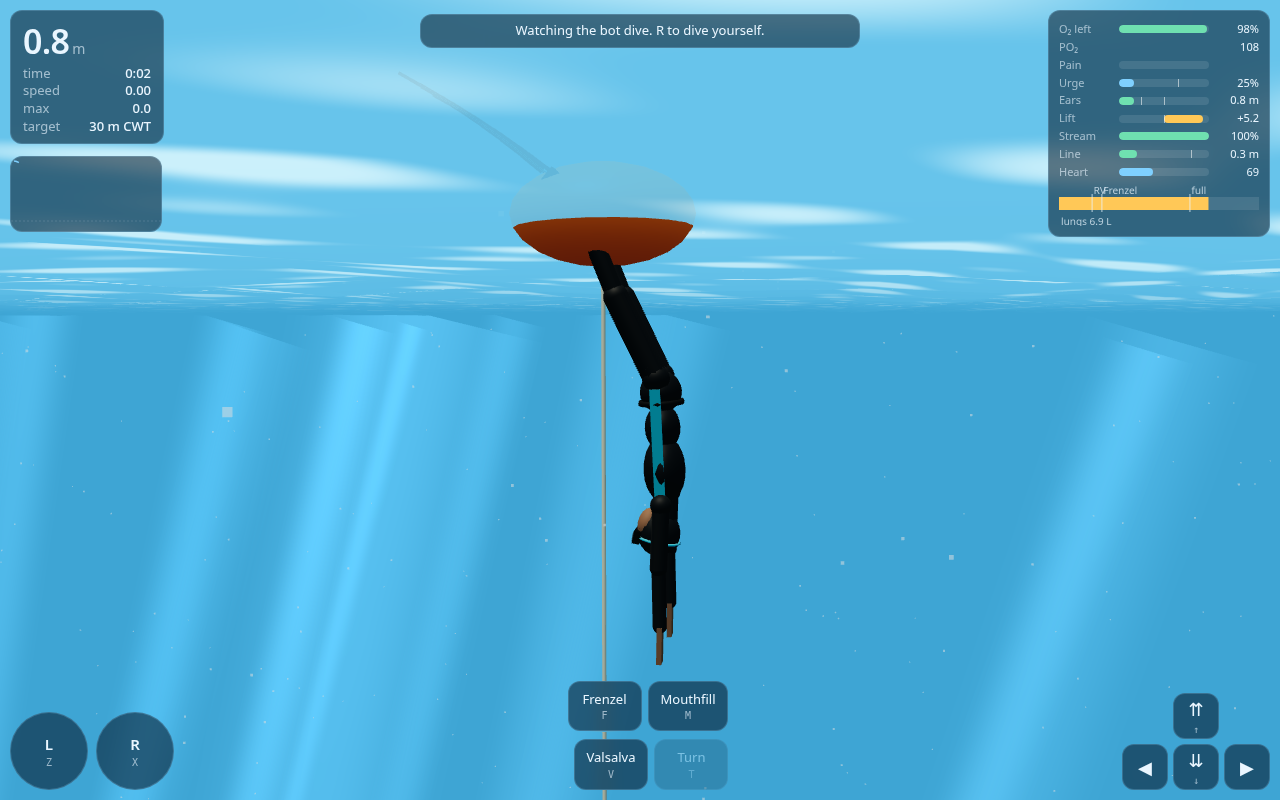 0.8 m
time 0:02
speed 0.00
max 0.0
target 30 m CWT
Watching the bot dive. R to dive yourself.
O₂ left 98%
PO₂ 108
Pain
Urge 25%
Ears 0.8 m
Lift +5.2
Stream 100%
Line 0.3 m
Heart 69
RV Frenzel full
lungs 6.9 L
Frenzel
F
Mouthfill
M
Valsalva
V
Turn
T
L
Z
R
X
⇈
↑
◀
⇊
↓
▶